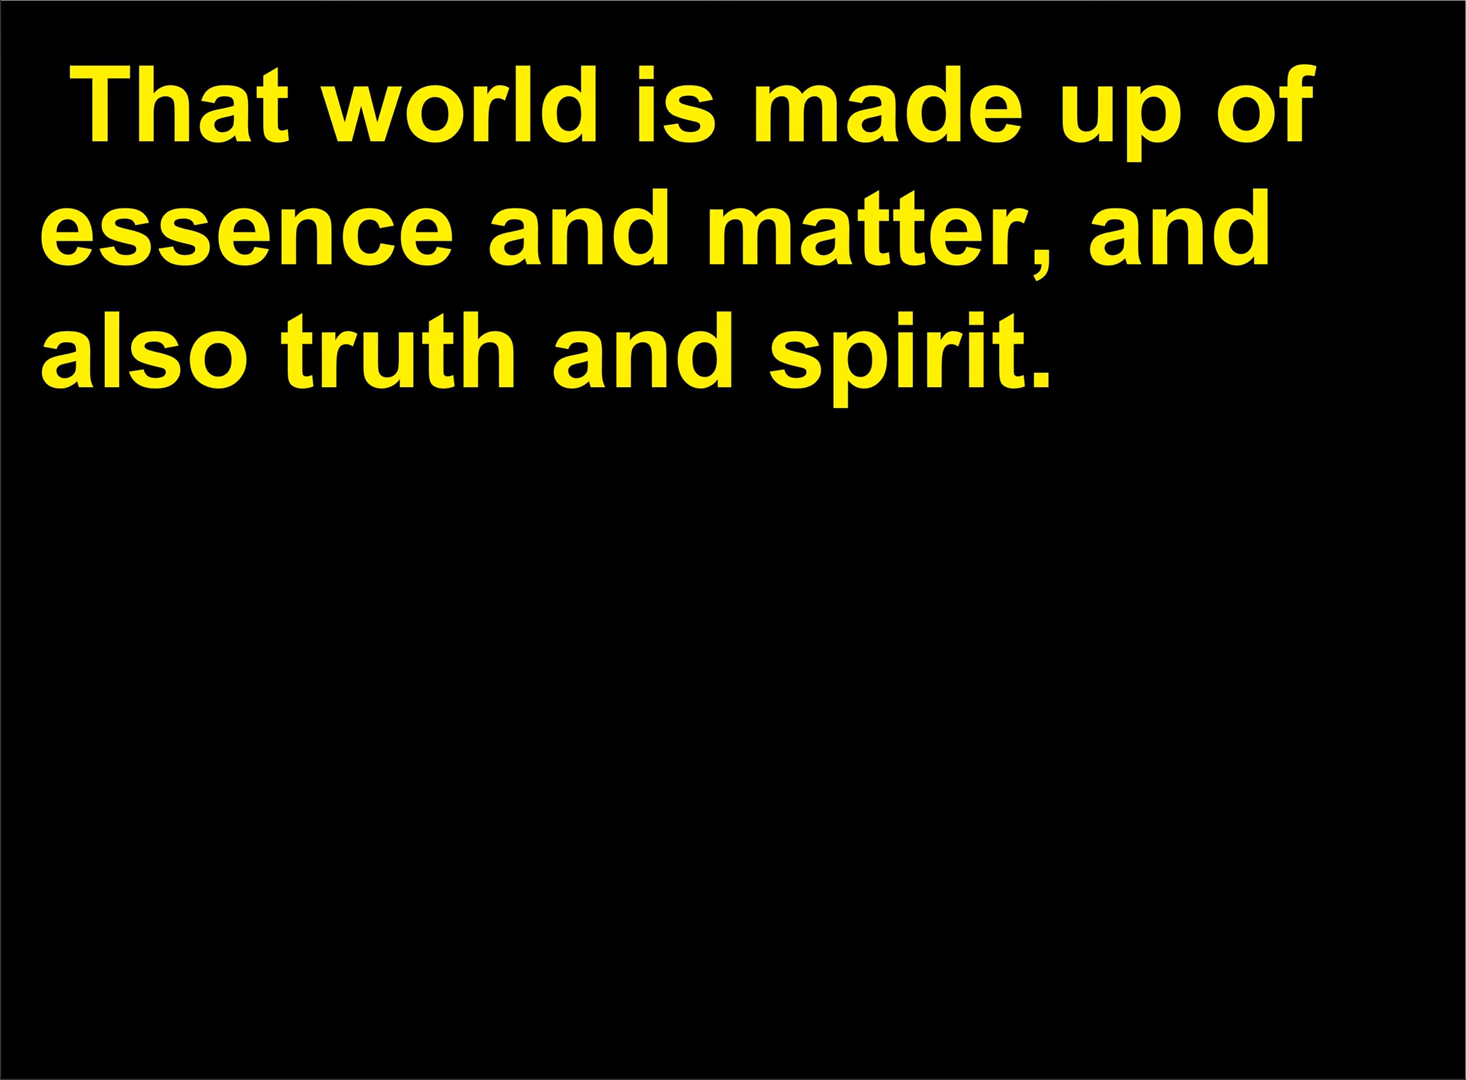 That world is made up of
essence and matter, and
also truth and spirit.